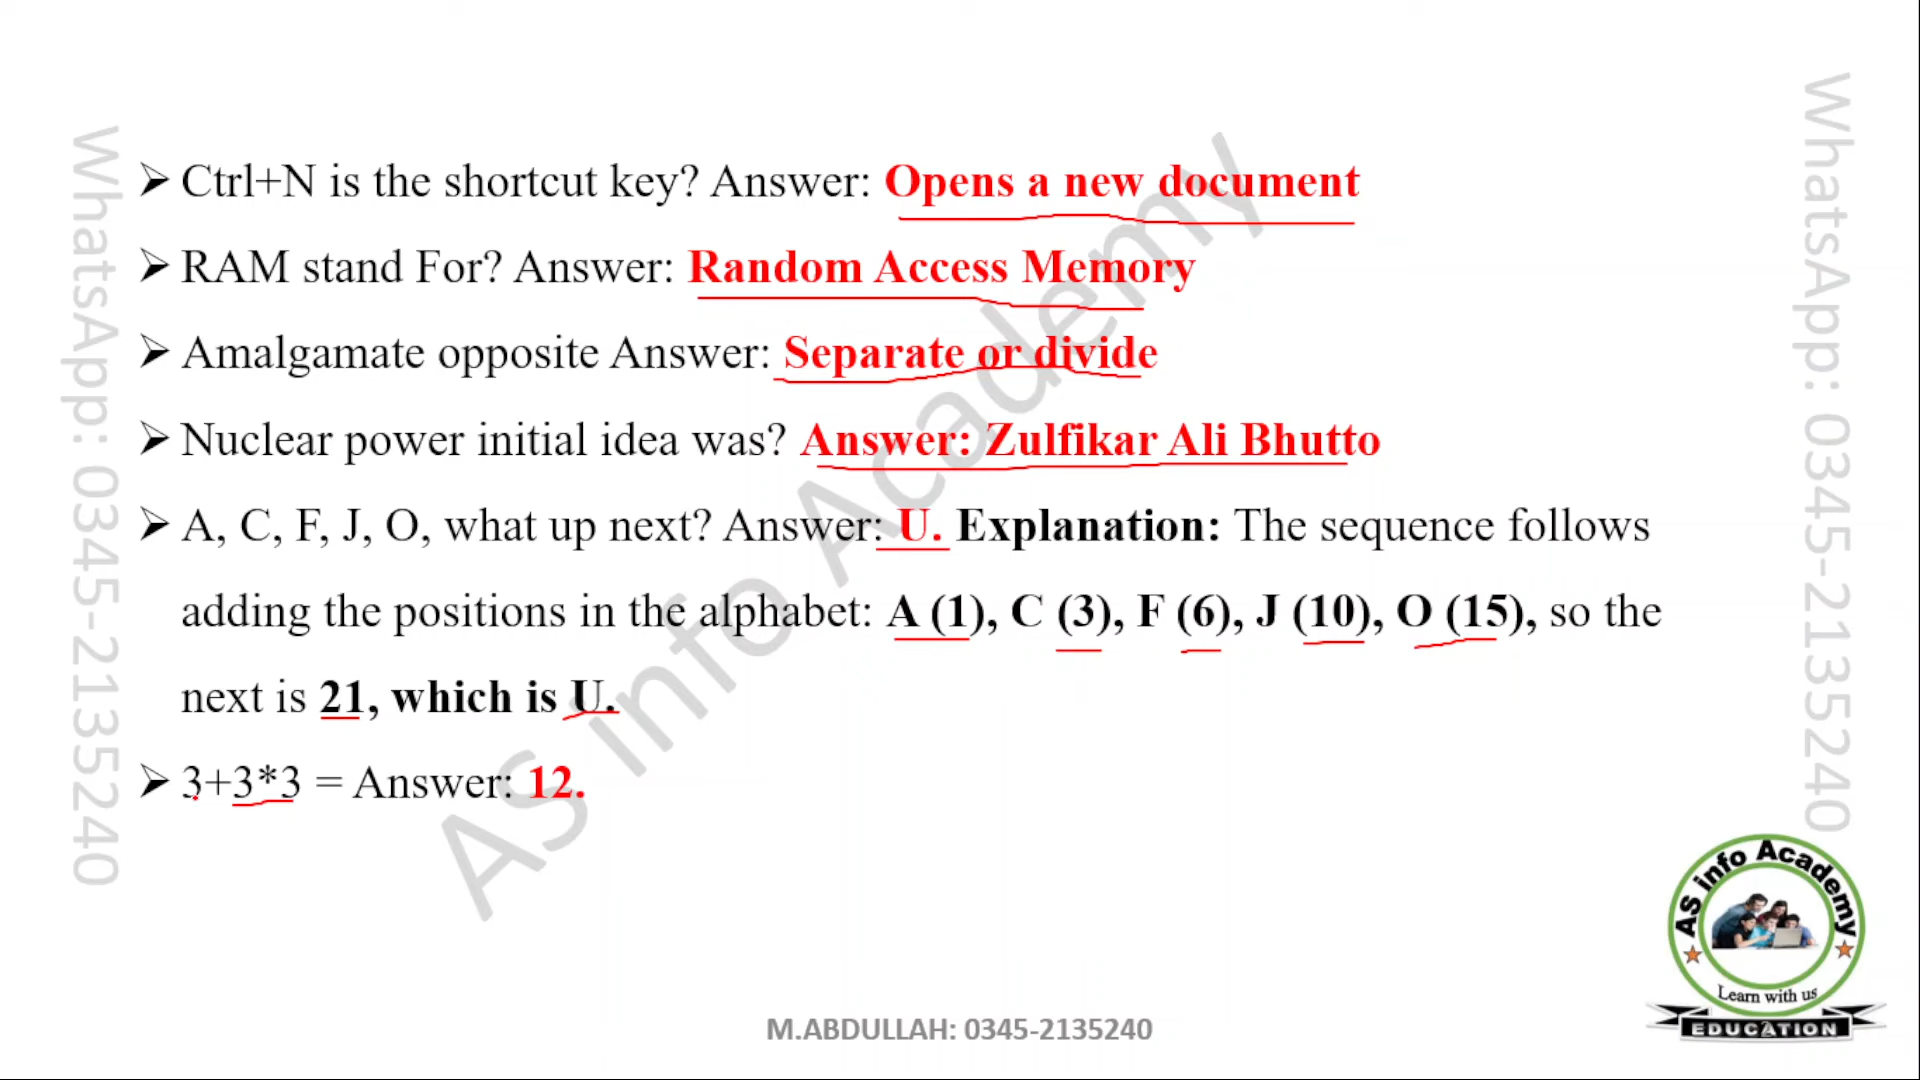 ➢ Ctrl+N is the shortcut key? Answer: Opens a new document
➢ RAM stand For? Answer: Random Access Memory
➢ Amalgamate opposite Answer: Separate or divide
➢ Nuclear power initial idea was? Answer: Zulfikar Ali Bhutto
➢ A, C, F, J, O, what up next? Answer: U. Explanation: The sequence follows
adding the positions in the alphabet: A (1), C (3), F (6), J (10), O (15), so the
next is 21, which is U.
➢ 3+3*3 = Answer: 12.
WhatsApp: 0345-2135240
AS info Academy
WhatsApp: 0345-2135240
AS info Academy
Learn with us
EDUCATION
M.ABDULLAH: 0345-2135240